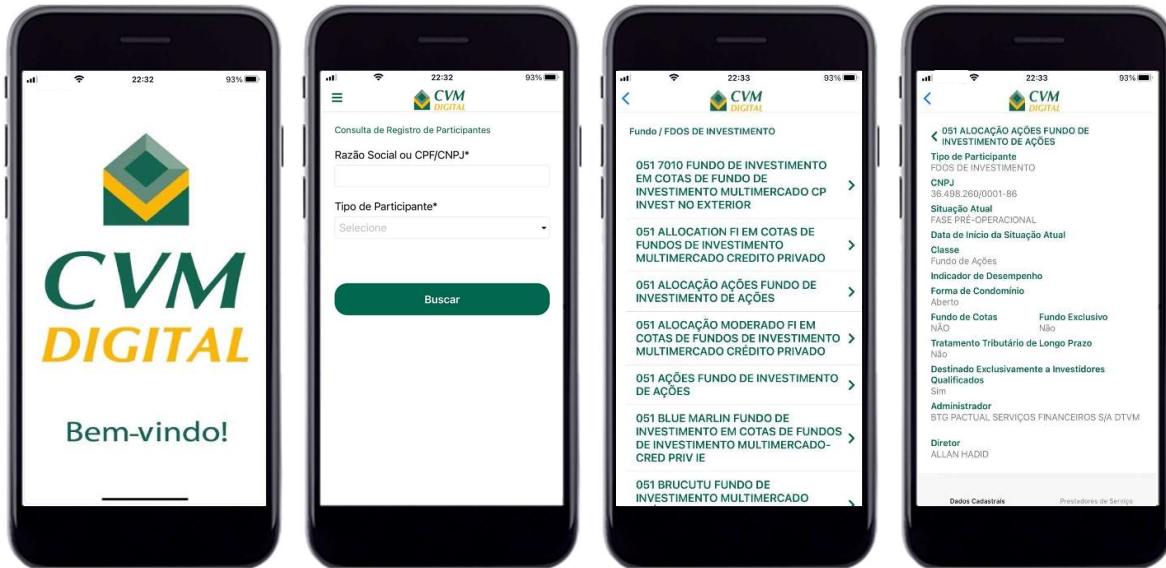 22:32
93%
CVM
DIGITAL
Bem-vindo!
22:32
93%
CVM
DIGITAL
Consulta de Registro de Participantes
Razão Social ou CPF/CNPJ*
Tipo de Participante*
Selecione
Buscar
22:33
93%
CVM
DIGITAL
Fundo / FDOS DE INVESTIMENTO
051 7010 FUNDO DE INVESTIMENTO
EM COTAS DE FUNDO DE
INVESTIMENTO MULTIMERCADO CP
INVEST NO EXTERIOR
051 ALLOCATION FI EM COTAS DE
FUNDOS DE INVESTIMENTO
MULTIMERCADO CREDITO PRIVADO
051 ALOCAÇÃO AÇÕES FUNDO DE
INVESTIMENTO DE AÇÕES
051 ALOCAÇÃO MODERADO FI EM
COTAS DE FUNDOS DE INVESTIMENTO
MULTIMERCADO CRÉDITO PRIVADO
051 AÇÕES FUNDO DE INVESTIMENTO
DE AÇÕES
051 BLUE MARLIN FUNDO DE
INVESTIMENTO EM COTAS DE FUNDOS
DE INVESTIMENTO MULTIMERCADO-
CRED PRIV IE
051 BRUCUTU FUNDO DE
INVESTIMENTO MULTIMERCADO
22:33
93%
CVM
DIGITAL
051 ALOCAÇÃO AÇÕES FUNDO DE
INVESTIMENTO DE AÇÕES
Tipo de Participante
FDOS DE INVESTIMENTO
CNPJ
36.498.260/0001-86
Situação Atual
FASE PRÉ-OPERACIONAL
Data de Início da Situação Atual
Classe
Fundo de Ações
Indicador de Desempenho
Forma de Condomínio
Aberto
Fundo de Cotas Fundo Exclusivo
NÃO Não
Tratamento Tributário de Longo Prazo
Não
Destinado Exclusivamente a Investidores
Qualificados
Sim
Administrador
BTG PACTUAL SERVIÇOS FINANCEIROS S/A DTVM
Diretor
ALLAN HADID
Dados Cadastrais Prestadores de Serviço